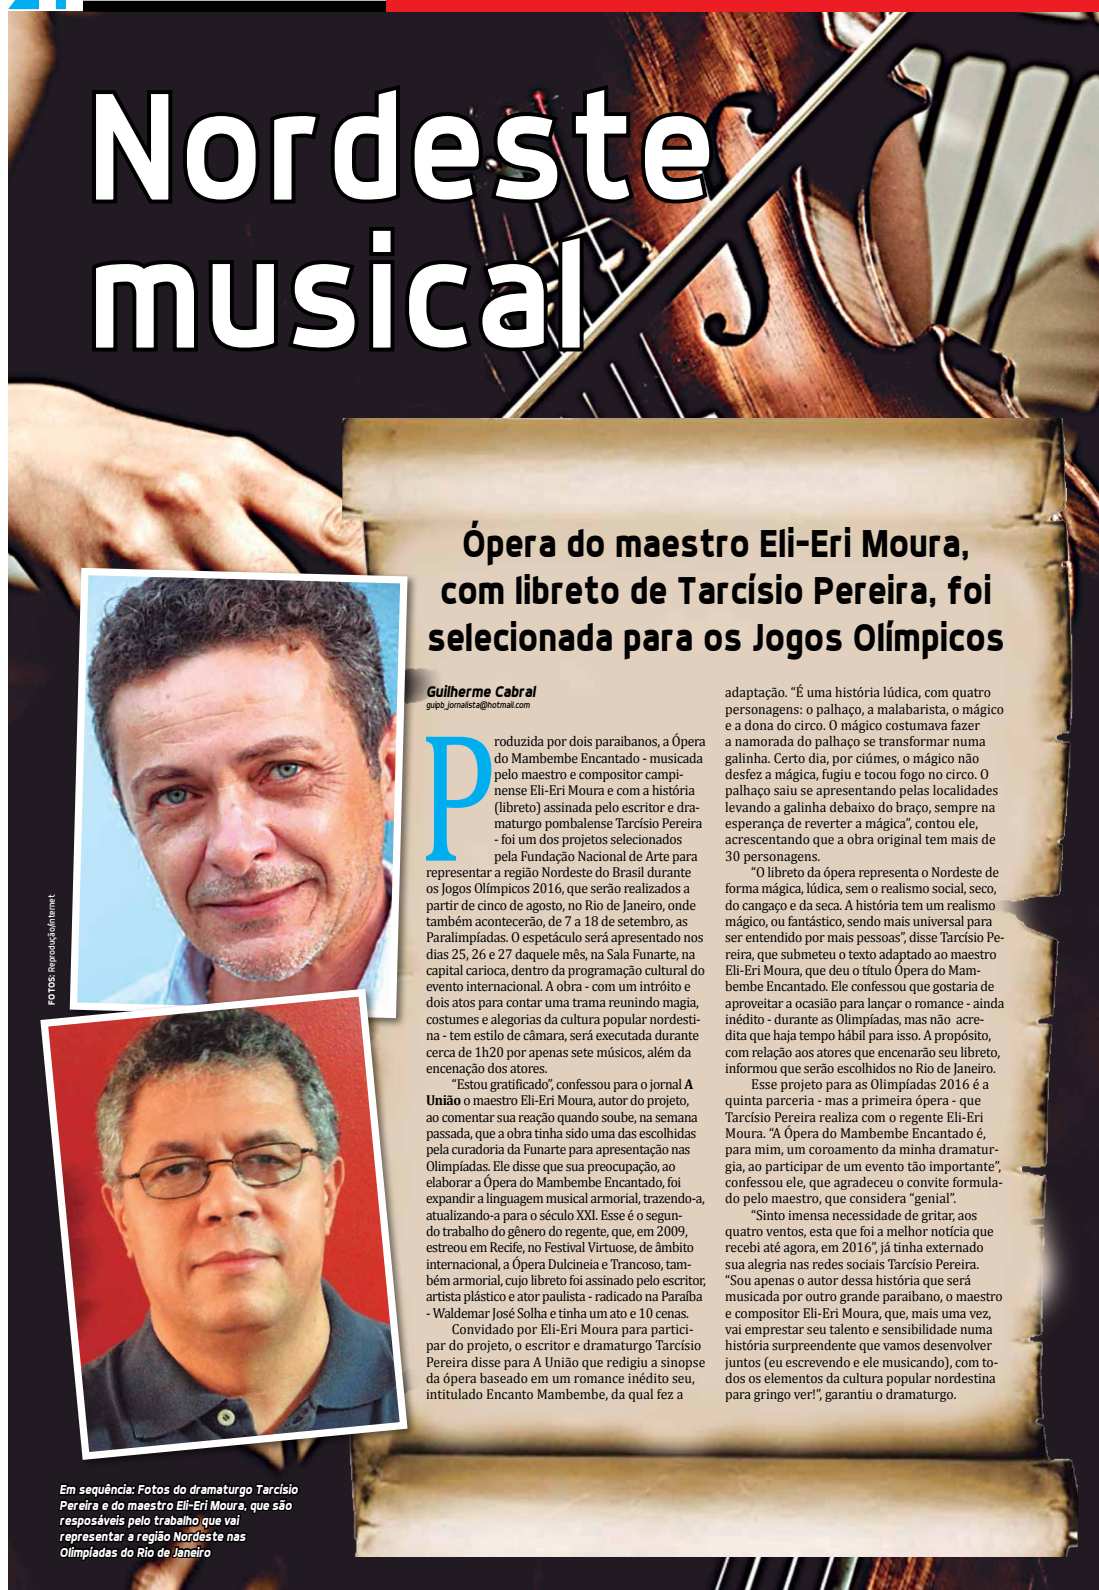 Nordeste
musical
Ópera do maestro Eli-Eri Moura,
com libreto de Tarcísio Pereira, foi
selecionada para os Jogos Olímpicos
Guilherme Cabral
guipb_jornalista@hotmail.com
Produzida por dois paraibanos, a Ópera
do Mambembe Encantado - musicada
pelo maestro e compositor campi-
nense Eli-Eri Moura e com a história
(libreto) assinada pelo escritor e dra-
maturgo pombalense Tarcísio Pereira
- foi um dos projetos selecionados
pela Fundação Nacional de Arte para
representar a região Nordeste do Brasil durante
os Jogos Olímpicos 2016, que serão realizados a
partir de cinco de agosto, no Rio de Janeiro, onde
também acontecerão, de 7 a 18 de setembro, as
Paralimpíadas. O espetáculo será apresentado nos
dias 25, 26 e 27 daquele mês, na Sala Funarte, na
capital carioca, dentro da programação cultural do
evento internacional. A obra - com um intróito e
dois atos para contar uma trama reunindo magia,
costumes e alegorias da cultura popular nordesti-
na - tem estilo de câmara, será executada durante
cerca de 1h20 por apenas sete músicos, além da
encenação dos atores.
“Estou gratificado”, confessou para o jornal A
União o maestro Eli-Eri Moura, autor do projeto,
ao comentar sua reação quando soube, na semana
passada, que a obra tinha sido uma das escolhidas
pela curadoria da Funarte para apresentação nas
Olimpíadas. Ele disse que sua preocupação, ao
elaborar a Ópera do Mambembe Encantado, foi
expandir a linguagem musical armorial, trazendo-a,
atualizando-a para o século XXI. Esse é o segun-
do trabalho do gênero do regente, que, em 2009,
estreou em Recife, no Festival Virtuose, de âmbito
internacional, a Ópera Dulcineia e Trancoso, tam-
bém armorial, cujo libreto foi assinado pelo escritor,
artista plástico e ator paulista - radicado na Paraíba
- Waldemar José Solha e tinha um ato e 10 cenas.
Convidado por Eli-Eri Moura para partici-
par do projeto, o escritor e dramaturgo Tarcísio
Pereira disse para A União que redigiu a sinopse
da ópera baseado em um romance inédito seu,
intitulado Encanto Mambembe, da qual fez a
adaptação. “É uma história lúdica, com quatro
personagens: o palhaço, a malabarista, o mágico
e a dona do circo. O mágico costumava fazer
a namorada do palhaço se transformar numa
galinha. Certo dia, por ciúmes, o mágico não
desfez a mágica, fugiu e tocou fogo no circo. O
palhaço saiu se apresentando pelas localidades
levando a galinha debaixo do braço, sempre na
esperança de reverter a mágica”, contou ele,
acrescentando que a obra original tem mais de
30 personagens.
“O libreto da ópera representa o Nordeste de
forma mágica, lúdica, sem o realismo social, seco,
do cangaço e da seca. A história tem um realismo
mágico, ou fantástico, sendo mais universal para
ser entendido por mais pessoas”, disse Tarcísio Pe-
reira, que submeteu o texto adaptado ao maestro
Eli-Eri Moura, que deu o título Ópera do Mam-
bembe Encantado. Ele confessou que gostaria de
aproveitar a ocasião para lançar o romance - ainda
inédito - durante as Olimpíadas, mas não acre-
dita que haja tempo hábil para isso. A propósito,
com relação aos atores que encenarão seu libreto,
informou que serão escolhidos no Rio de Janeiro.
Esse projeto para as Olimpíadas 2016 é a
quinta parceria - mas a primeira ópera - que
Tarcísio Pereira realiza com o regente Eli-Eri
Moura. “A Ópera do Mambembe Encantado é,
para mim, um coroamento da minha dramatur-
gia, ao participar de um evento tão importante”,
confessou ele, que agradeceu o convite formula-
do pelo maestro, que considera “genial”.
“Sinto imensa necessidade de gritar, aos
quatro ventos, esta que foi a melhor notícia que
recebi até agora, em 2016”, já tinha externado
sua alegria nas redes sociais Tarcísio Pereira.
“Sou apenas o autor dessa história que será
musicada por outro grande paraibano, o maestro
e compositor Eli-Eri Moura, que, mais uma vez,
vai emprestar seu talento e sensibilidade numa
história surpreendente que vamos desenvolver
juntos (eu escrevendo e ele musicando), com to-
dos os elementos da cultura popular nordestina
para gringo ver!”, garantiu o dramaturgo.
FOTOS: Reprodução/Internet
Em sequência: Fotos do dramaturgo Tarcísio
Pereira e do maestro Eli-Eri Moura, que são
resposáveis pelo trabalho que vai
representar a região Nordeste nas
Olimpíadas do Rio de Janeiro